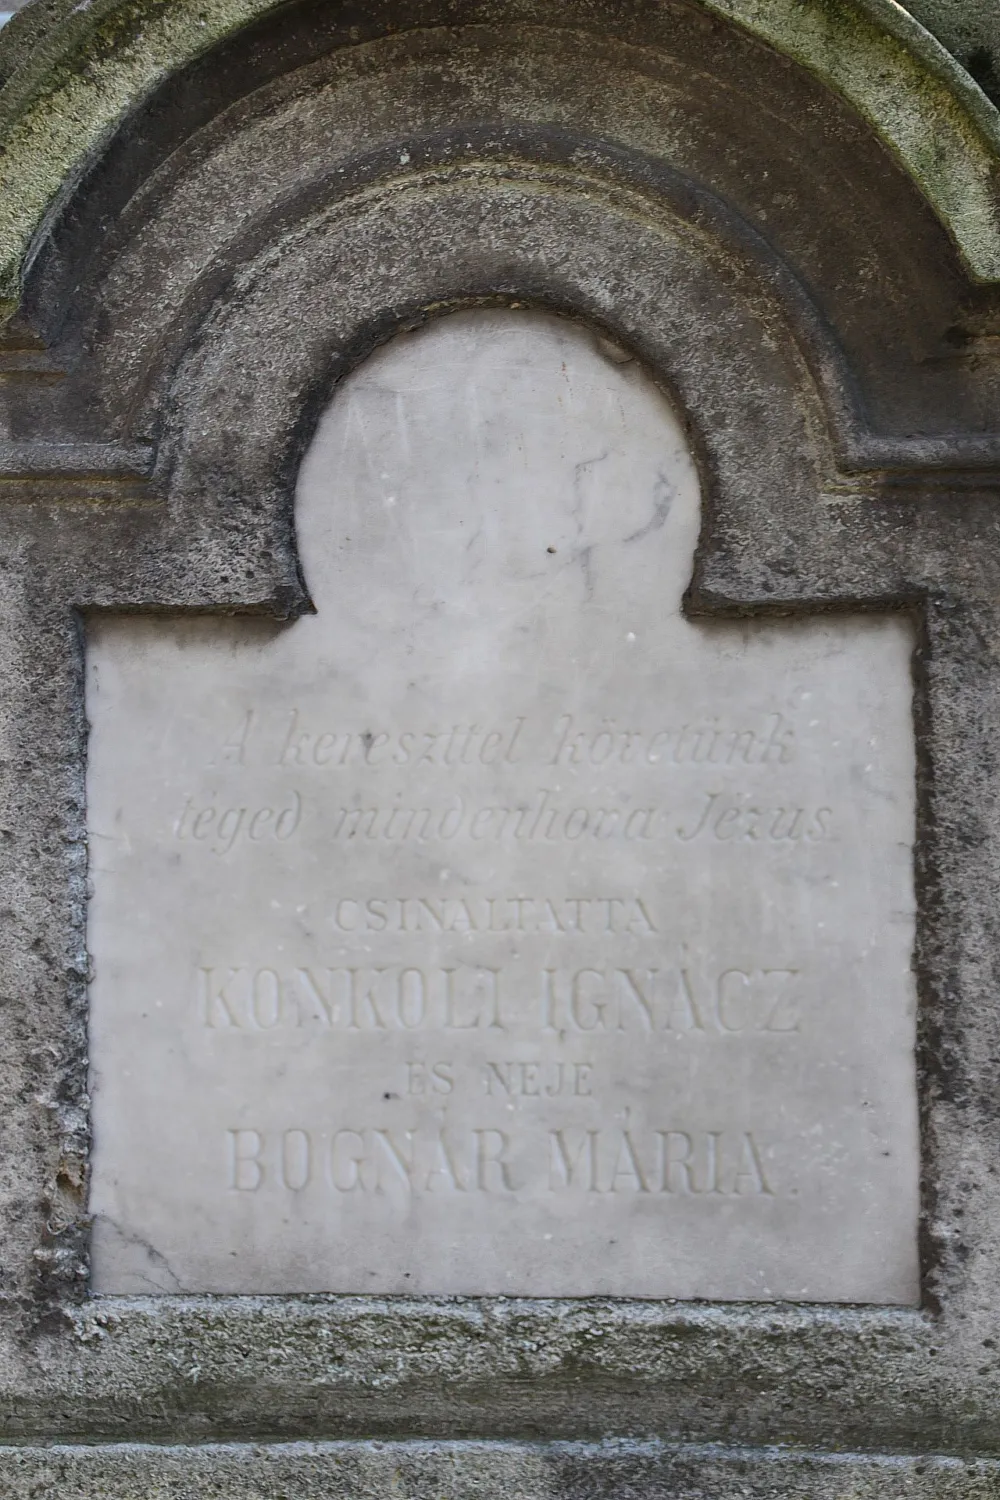 A kereszttel követünk
téged mindenhova Jézus
CSINALTATTA
KONKOLI IGNÁCZ
ÉS NEJE
BOGNÁR MÁRIA.